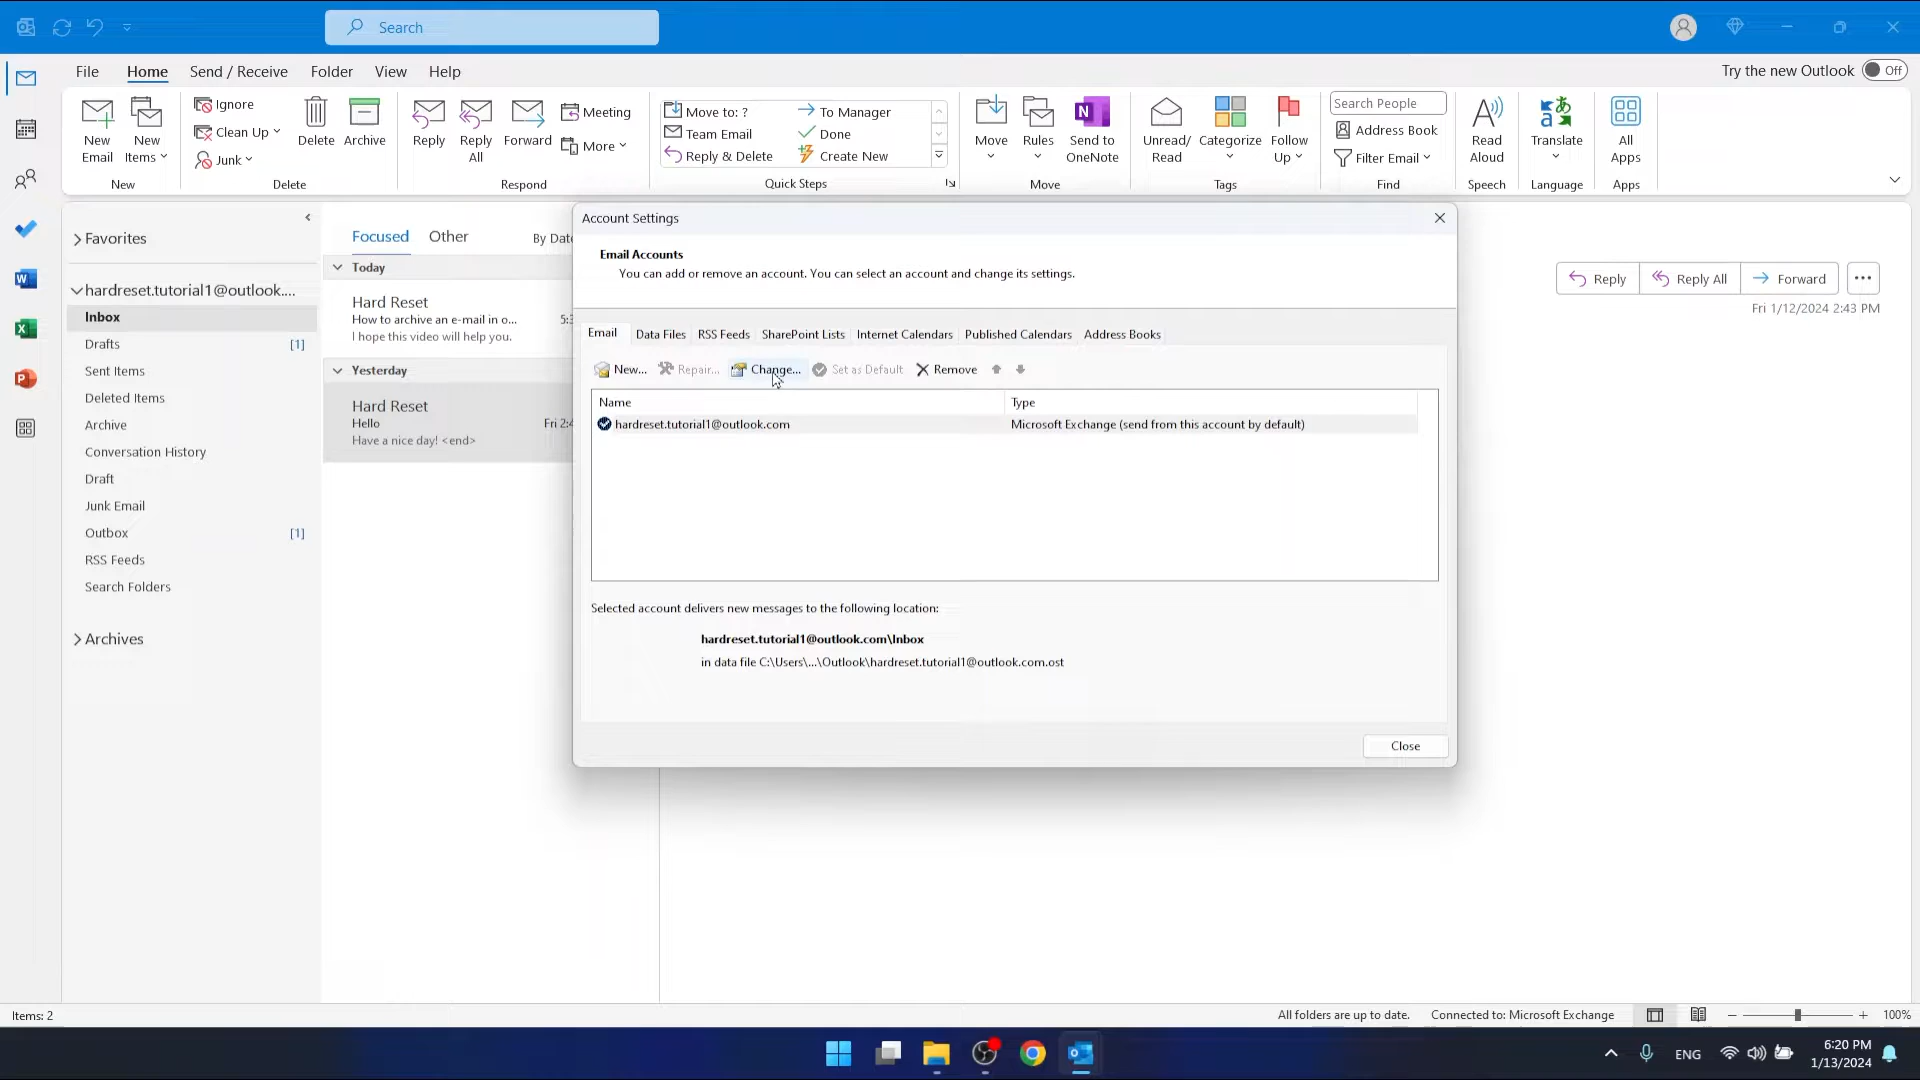 Search
File Home Send / Receive Folder View Help
Try the new Outlook Off
New Email
New Items
Ignore
Clean Up
Junk
Delete
Archive
Reply
Reply All
Forward
Meeting
More
Move to: ?
Team Email
Reply & Delete
To Manager
Done
Create New
Move
Rules
Send to OneNote
Unread/ Read
Categorize
Follow Up
Search People
Address Book
Filter Email
Read Aloud
Translate
All Apps
New Delete Respond Quick Steps Move Tags Find Speech Language Apps
Favorites
hardreset.tutorial1@outlook....
Inbox
Drafts [1]
Sent Items
Deleted Items
Archive
Conversation History
Draft
Junk Email
Outbox [1]
RSS Feeds
Search Folders
Archives
Focused Other By Date
Today
Hard Reset
How to archive an e-mail in o... 5:3
I hope this video will help you.
Yesterday
Hard Reset
Hello Fri 2:4
Have a nice day! <end>
Account Settings
Email Accounts
You can add or remove an account. You can select an account and change its settings.
Email Data Files RSS Feeds SharePoint Lists Internet Calendars Published Calendars Address Books
New... Repair... Change... Set as Default Remove
Name Type
hardreset.tutorial1@outlook.com Microsoft Exchange (send from this account by default)
Selected account delivers new messages to the following location:
hardreset.tutorial1@outlook.com\Inbox
in data file C:\Users\...\Outlook\hardreset.tutorial1@outlook.com.ost
Close
Reply Reply All Forward
Fri 1/12/2024 2:43 PM
Items: 2
All folders are up to date. Connected to: Microsoft Exchange 100%
ENG
6:20 PM
1/13/2024